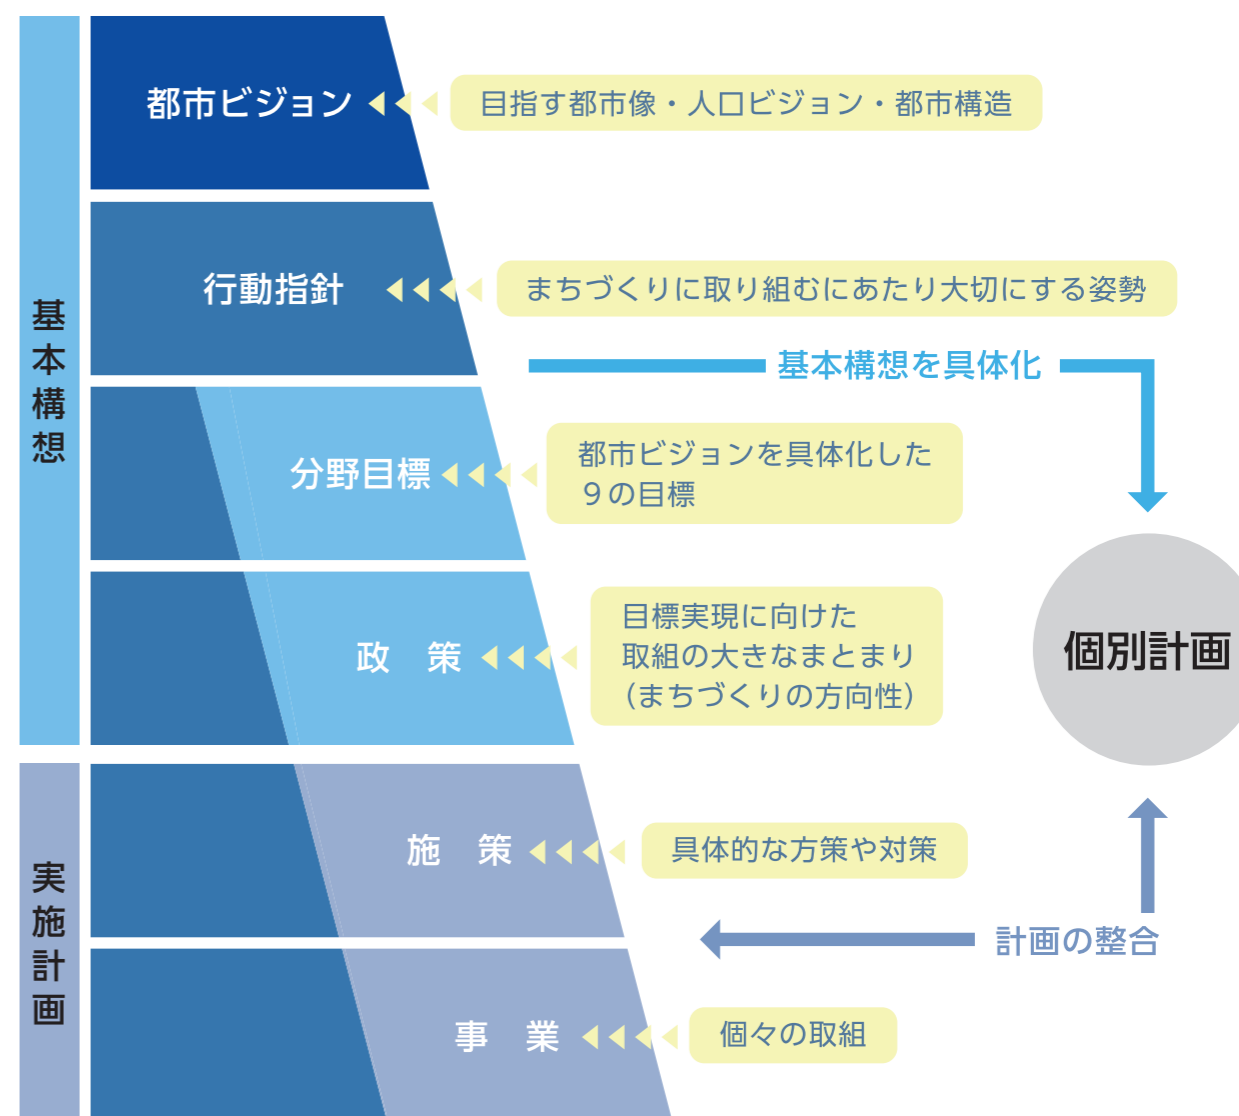 基本構想
都市ビジョン
目指す都市像・人口ビジョン・都市構造
行動指針
まちづくりに取り組むにあたり大切にする姿勢
基本構想を具体化
分野目標
都市ビジョンを具体化した
９の目標
政　策
目標実現に向けた
取組の大きなまとまり
（まちづくりの方向性）
個別計画
実施計画
施　策
具体的な方策や対策
計画の整合
事　業
個々の取組